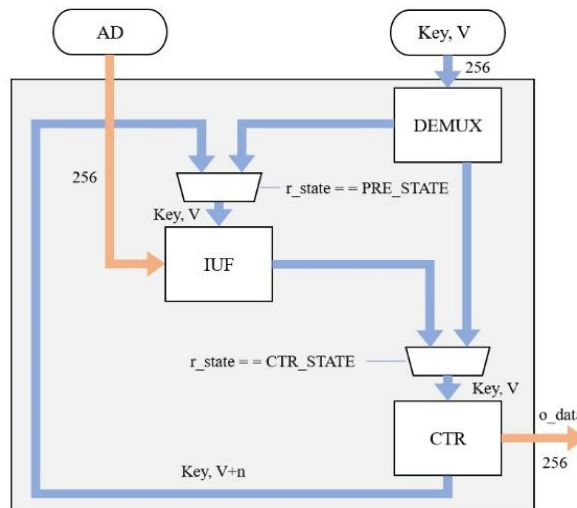 AD
Key, V
256
DEMUX
256
r_state = = PRE_STATE
Key, V
IUF
r_state = = CTR_STATE
Key, V
o_data
CTR
256
Key, V+n